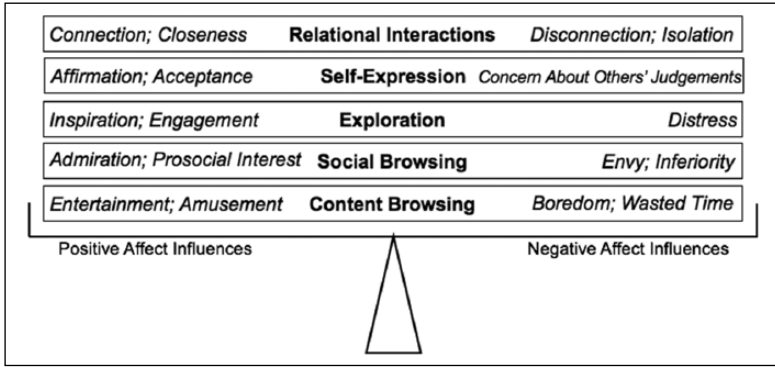 Connection; Closeness Relational Interactions Disconnection; Isolation
Affirmation; Acceptance Self-Expression Concern About Others' Judgements
Inspiration; Engagement Exploration Distress
Admiration; Prosocial Interest Social Browsing Envy; Inferiority
Entertainment; Amusement Content Browsing Boredom; Wasted Time
Positive Affect Influences Negative Affect Influences